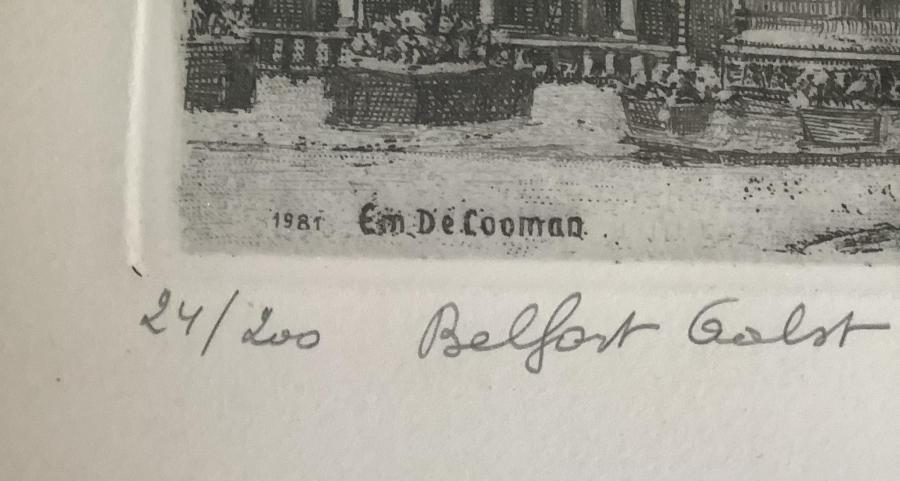 1981 Em. De Cooman.
24/200 Belfort Aalst